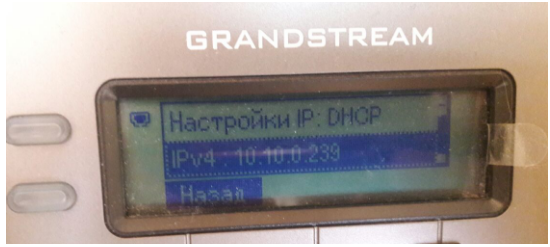 GRANDSTREAM
Настройки IP: DHCP
IPv4 : 10.10.0.239
Назад